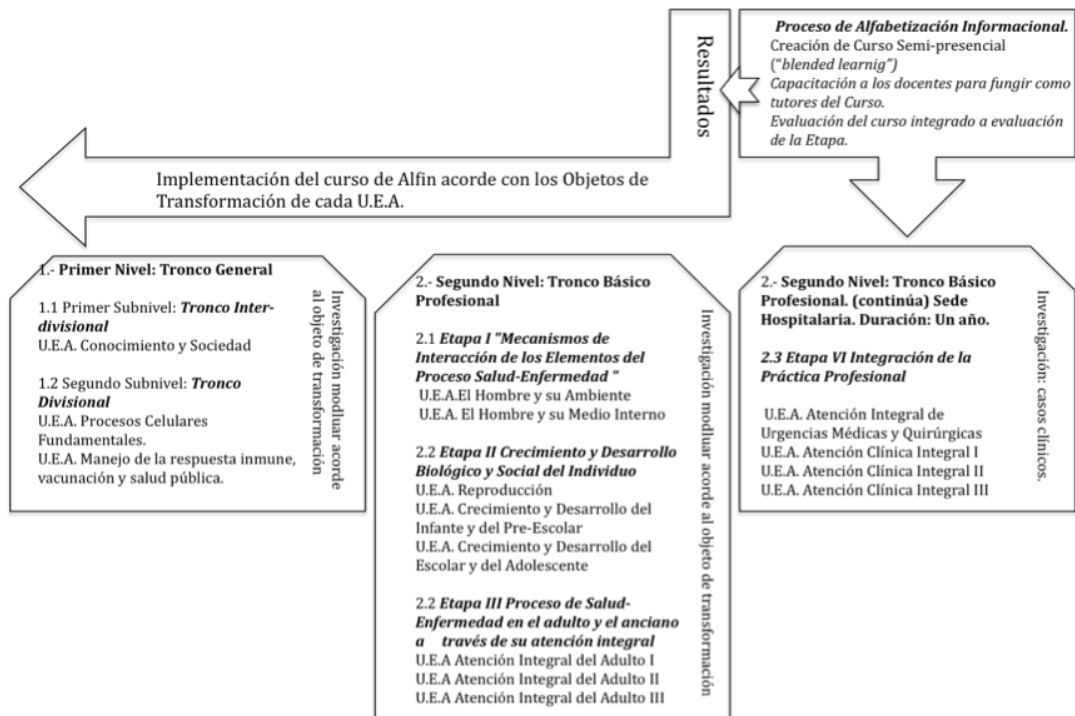 Proceso de Alfabetización Informacional.
Creación de Curso Semi-presencial
("blended learnig")
Capacitación a los docentes para fungir como
tutores del Curso.
Evaluación del curso integrado a evaluación
de la Etapa.
Resultados
Implementación del curso de Alfin acorde con los Objetos de
Transformación de cada U.E.A.
1.- Primer Nivel: Tronco General
1.1 Primer Subnivel: Tronco Inter-
divisional
U.E.A. Conocimiento y Sociedad
1.2 Segundo Subnivel: Tronco
Divisional
U.E.A. Procesos Celulares
Fundamentales.
U.E.A. Manejo de la respuesta inmune,
vacunación y salud pública.
Investigación modluar acorde
al objeto de transformación
2.- Segundo Nivel: Tronco Básico
Profesional
2.1 Etapa I "Mecanismos de
Interacción de los Elementos del
Proceso Salud-Enfermedad "
U.E.A.El Hombre y su Ambiente
U.E.A. El Hombre y su Medio Interno
2.2 Etapa II Crecimiento y Desarrollo
Biológico y Social del Individuo
U.E.A. Reproducción
U.E.A. Crecimiento y Desarrollo del
Infante y del Pre-Escolar
U.E.A. Crecimiento y Desarrollo del
Escolar y del Adolescente
2.2 Etapa III Proceso de Salud-
Enfermedad en el adulto y el anciano
a través de su atención integral
U.E.A Atención Integral del Adulto I
U.E.A Atención Integral del Adulto II
U.E.A Atención Integral del Adulto III
Investigación modluar acorde al objeto de transformación
2.- Segundo Nivel: Tronco Básico
Profesional. (continúa) Sede
Hospitalaria. Duración: Un año.
2.3 Etapa VI Integración de la
Práctica Profesional
U.E.A. Atención Integral de
Urgencias Médicas y Quirúrgicas
U.E.A. Atención Clínica Integral I
U.E.A. Atención Clínica Integral II
U.E.A. Atención Clínica Integral III
Investigación: casos clínicos.